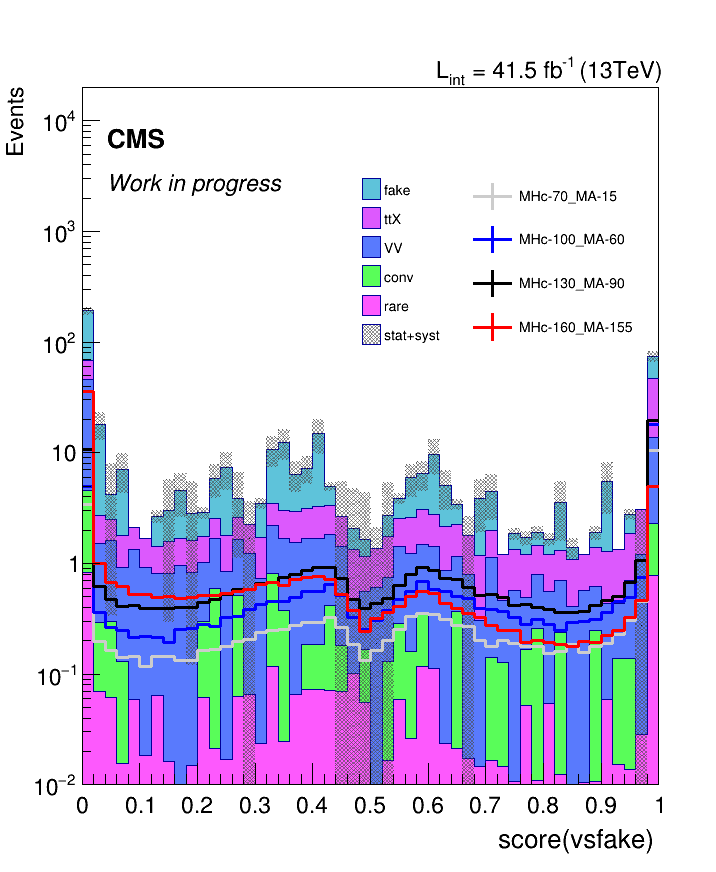 L_int = 41.5 fb^-1 (13TeV)
Events
CMS
Work in progress
fake
ttX
VV
conv
rare
stat+syst
MHc-70_MA-15
MHc-100_MA-60
MHc-130_MA-90
MHc-160_MA-155
10^4
10^3
10^2
10
1
10^−1
10^−2
0 0.1 0.2 0.3 0.4 0.5 0.6 0.7 0.8 0.9 1
score(vsfake)